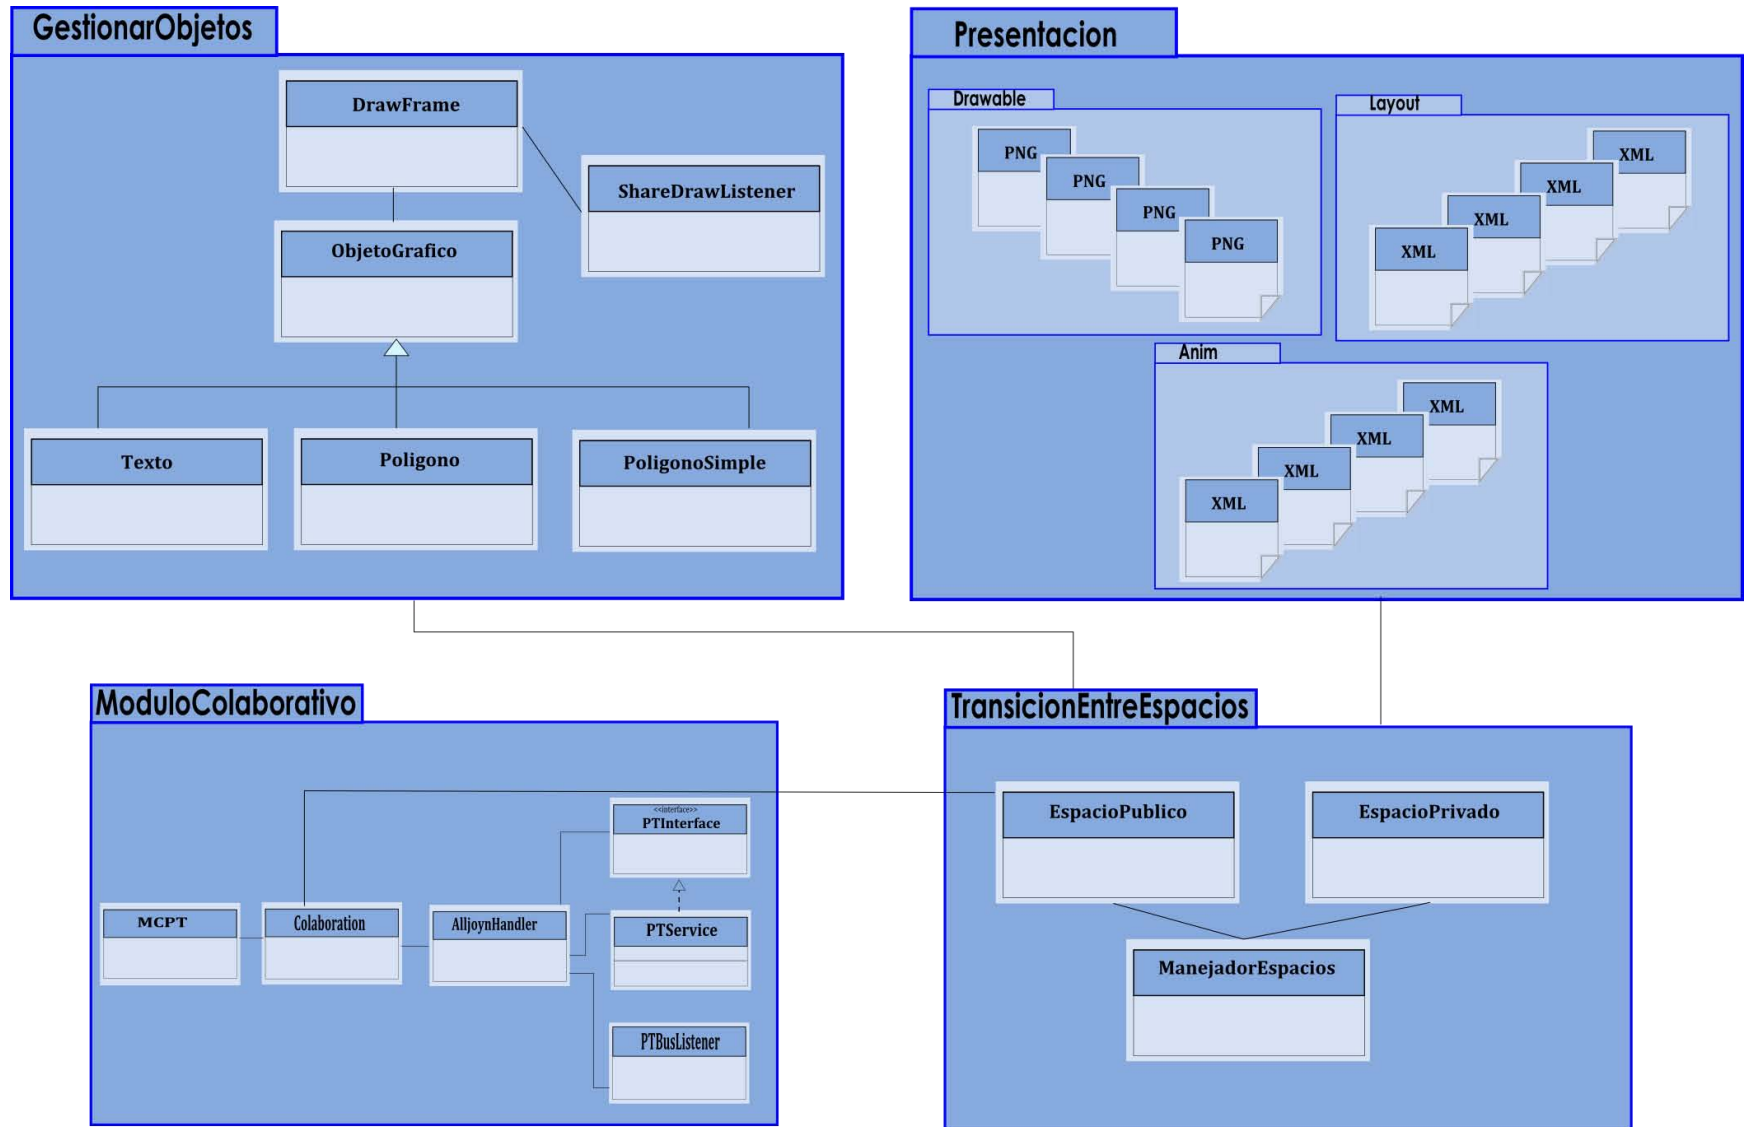 GestionarObjetos
DrawFrame
ShareDrawListener
ObjetoGrafico
Texto
Poligono
PoligonoSimple
Presentacion
Drawable
PNG
PNG
PNG
PNG
Layout
XML
XML
XML
XML
Anim
XML
XML
XML
XML
ModuloColaborativo
<<interface>>
PTInterface
MCPT
Colaboration
AlljoynHandler
PTService
PTBusListener
TransicionEntreEspacios
EspacioPublico
EspacioPrivado
ManejadorEspacios